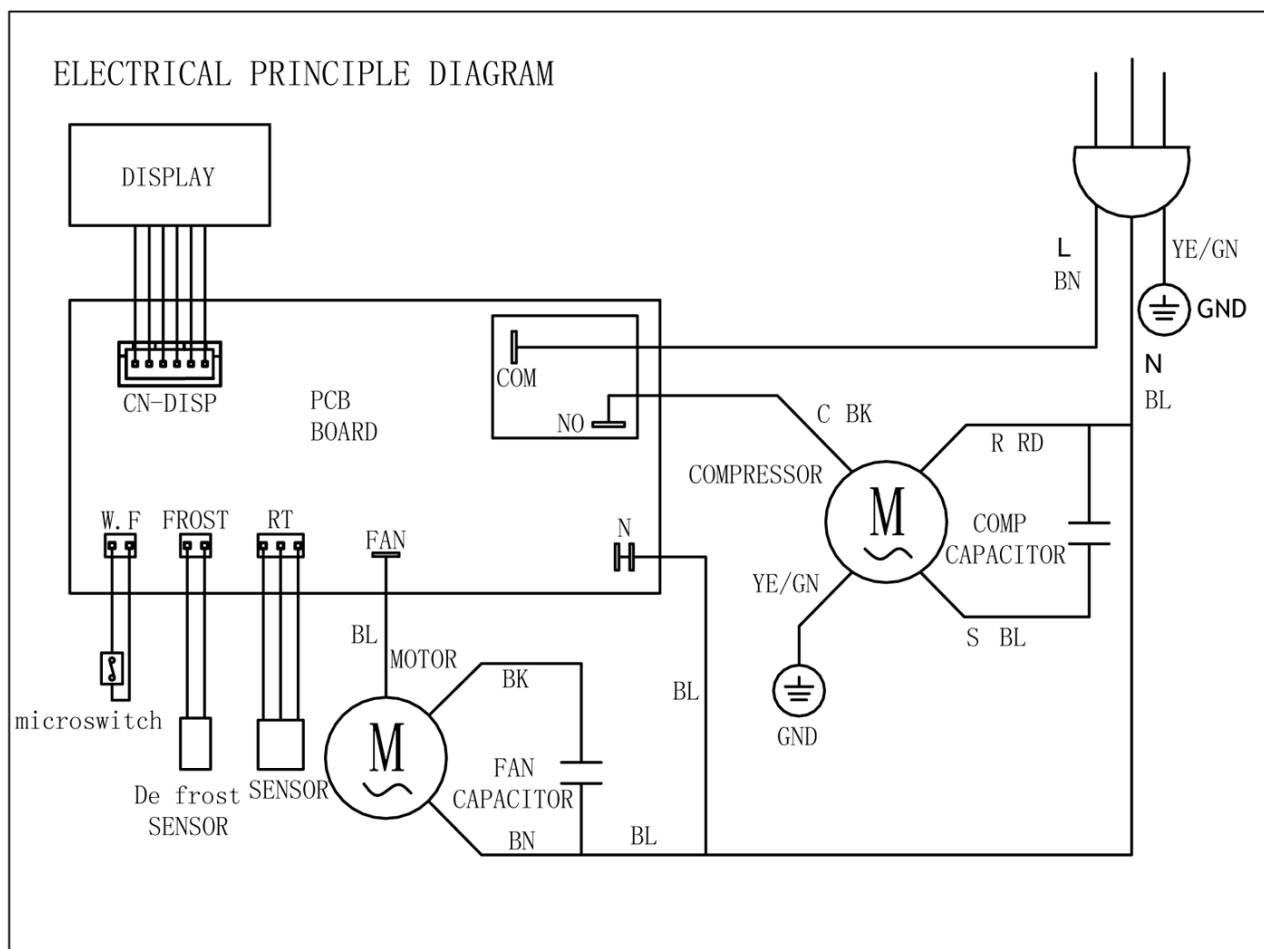 ELECTRICAL PRINCIPLE DIAGRAM
DISPLAY
L
BN
YE/GN
GND
N
BL
CN-DISP
PCB
BOARD
COM
NO
C BK
R RD
COMPRESSOR
M
COMP
CAPACITOR
YE/GN
S BL
GND
W.F
FROST
RT
FAN
N
BL
MOTOR
BK
BL
microswitch
M
FAN
CAPACITOR
De frost
SENSOR
SENSOR
BN
BL